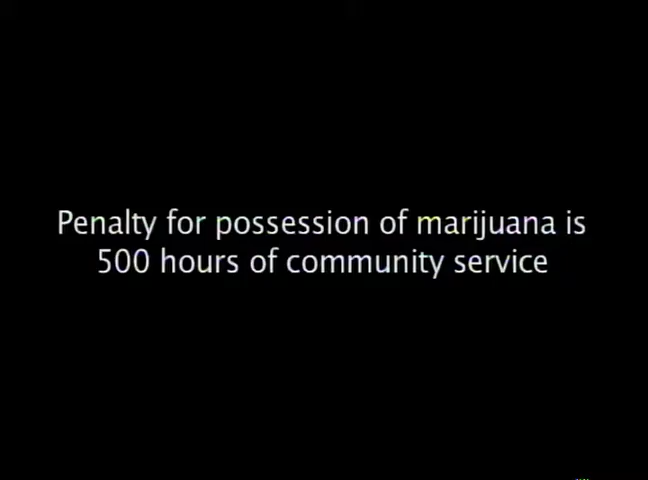 Penalty for possession of marijuana is
500 hours of community service